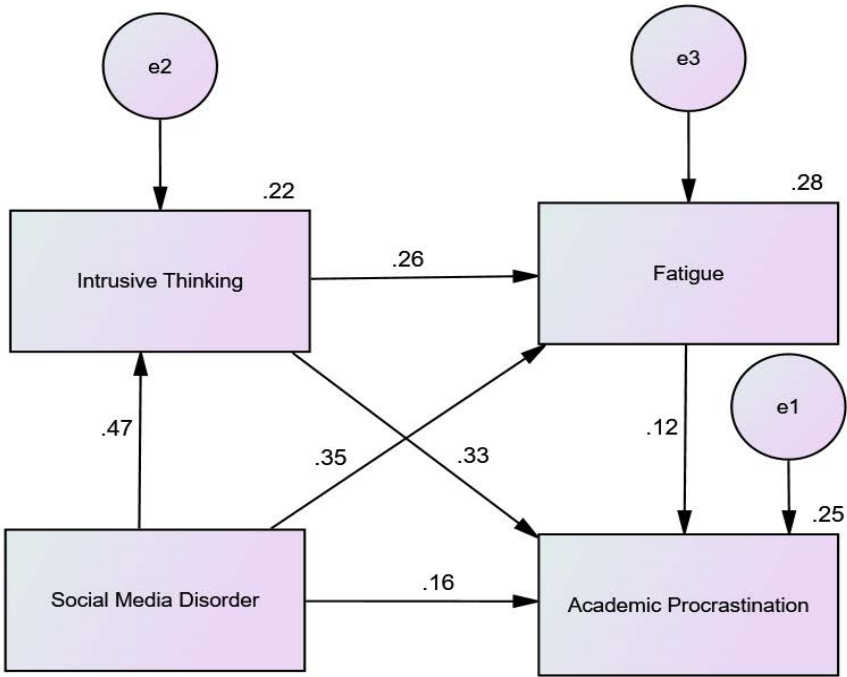 e2
e3
.22
.28
Intrusive Thinking
.26
Fatigue
e1
.47
.35
.33
.12
.25
Social Media Disorder
.16
Academic Procrastination